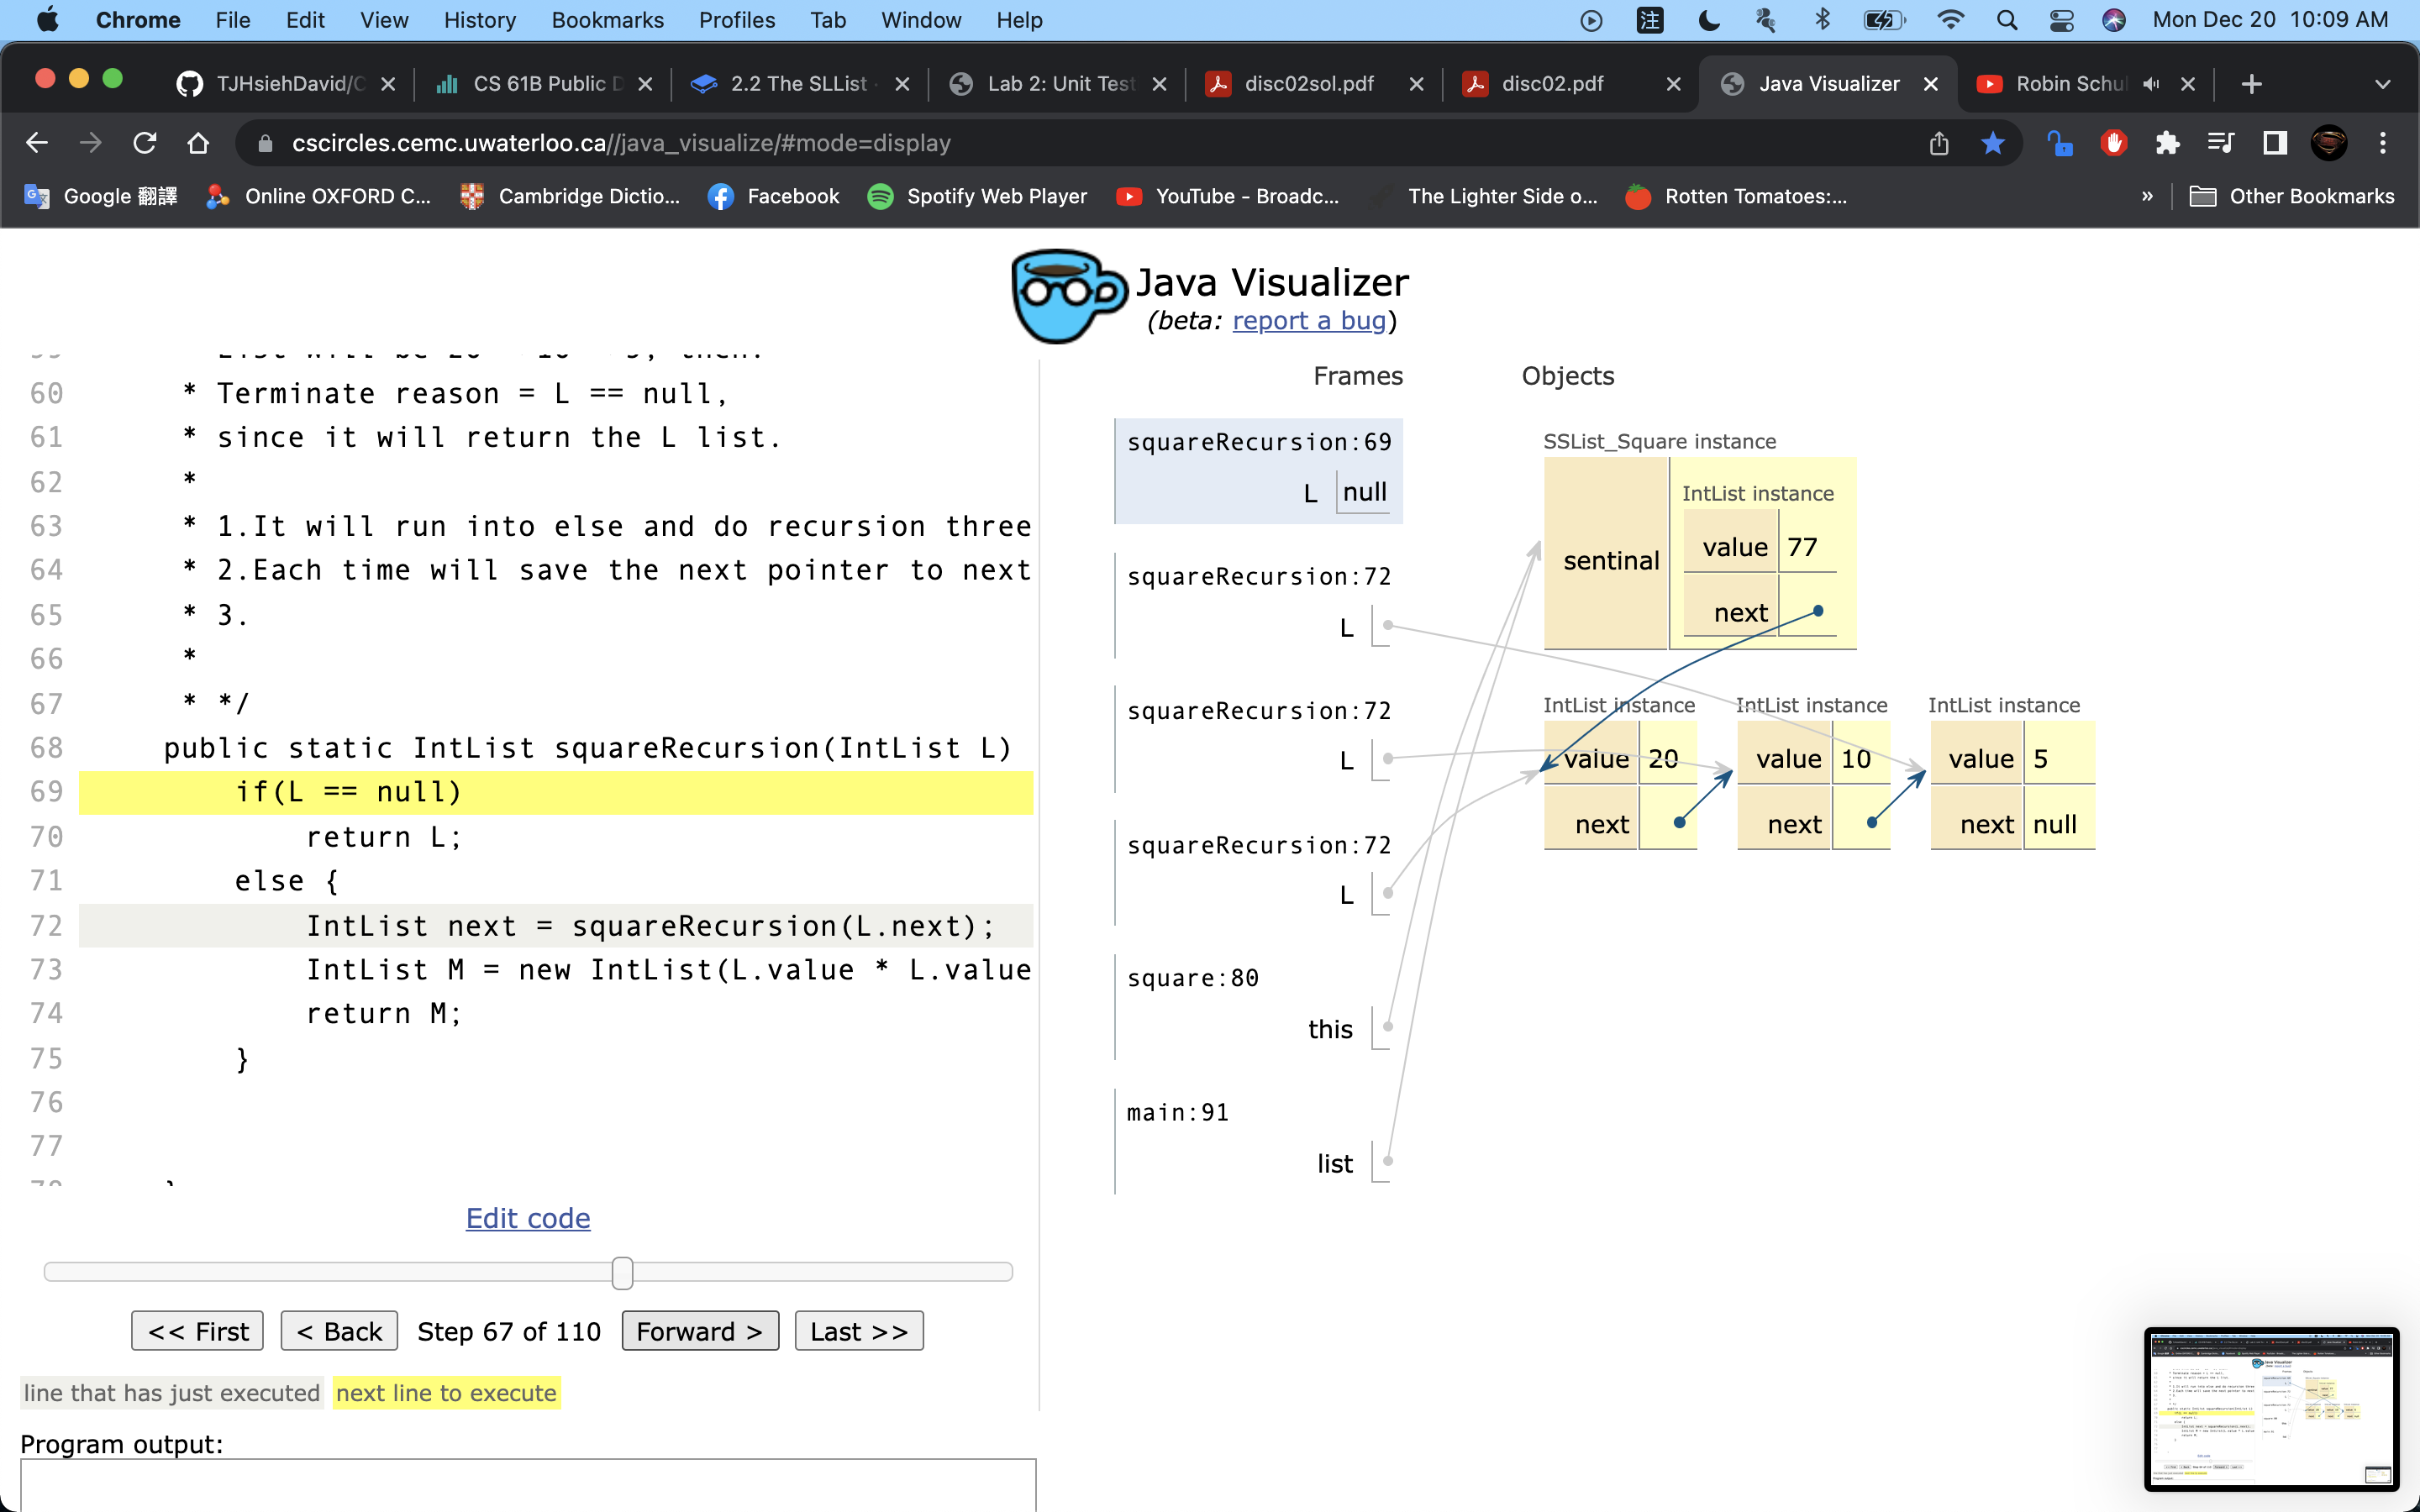 Chrome File Edit View History Bookmarks Profiles Tab Window Help 注 Mon Dec 20 10:09 AM
TJHsiehDavid/C CS 61B Public D 2.2 The SLList · Lab 2: Unit Test disc02sol.pdf disc02.pdf Java Visualizer Robin Schul
cscircles.cemc.uwaterloo.ca//java_visualize/#mode=display
Google 翻譯 Online OXFORD C... Cambridge Dictio... Facebook Spotify Web Player YouTube - Broadc... The Lighter Side o... Rotten Tomatoes:... » Other Bookmarks
Java Visualizer
(beta: report a bug)
60 * Terminate reason = L == null,
61 * since it will return the L list.
62 *
63 * 1.It will run into else and do recursion three
64 * 2.Each time will save the next pointer to next
65 * 3.
66 *
67 * */
68 public static IntList squareRecursion(IntList L)
69 if(L == null)
70 return L;
71 else {
72 IntList next = squareRecursion(L.next);
73 IntList M = new IntList(L.value * L.value
74 return M;
75 }
76
77
Edit code
<< First < Back Step 67 of 110 Forward > Last >>
line that has just executed next line to execute
Program output:
Frames Objects
squareRecursion:69
L null
squareRecursion:72
L
squareRecursion:72
L
squareRecursion:72
L
square:80
this
main:91
list
SSList_Square instance
sentinal
IntList instance
value 77
next
IntList instance IntList instance IntList instance
value 20 value 10 value 5
next next next null